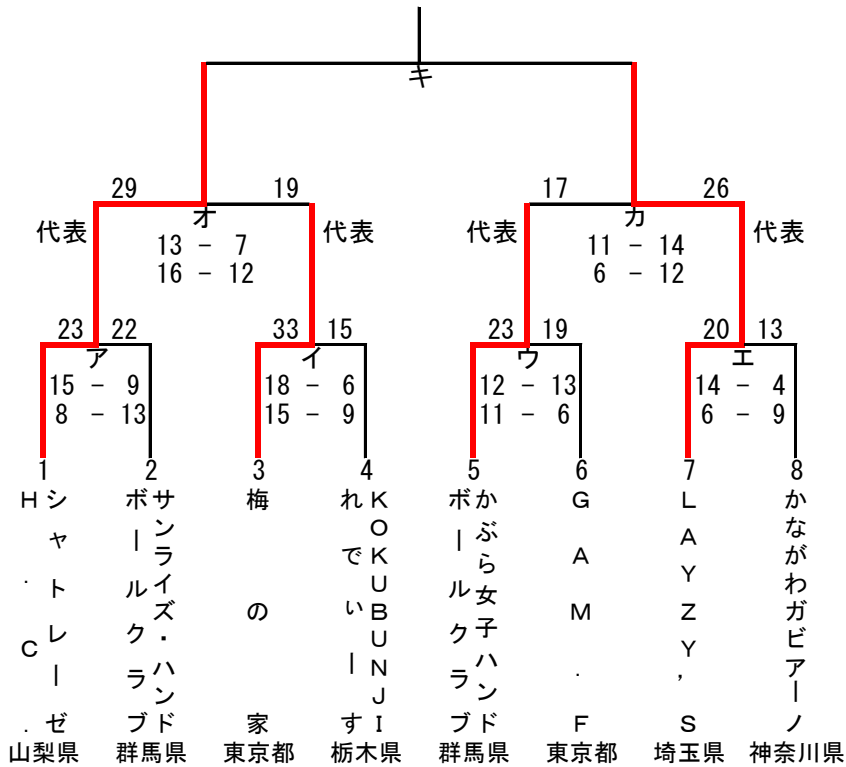 キ
29 19 17 26
代表 オ 代表 代表 カ 代表
13 - 7 11 - 14
16 - 12 6 - 12
23 22 33 15 23 19 20 13
ア イ ウ エ
15 - 9 18 - 6 12 - 13 14 - 4
8 - 13 15 - 9 11 - 6 6 - 9
1 2 3 4 5 6 7 8
シャトレーゼ
H.C.
サンライズ・ハンド
ボールクラブ
梅の家
KOKUBUNJI
れでぃーす
かぶら女子ハンド
ボールクラブ
GAM.F
LAYZY,S
かながわガビアーノ
山梨県 群馬県 東京都 栃木県 群馬県 東京都 埼玉県 神奈川県